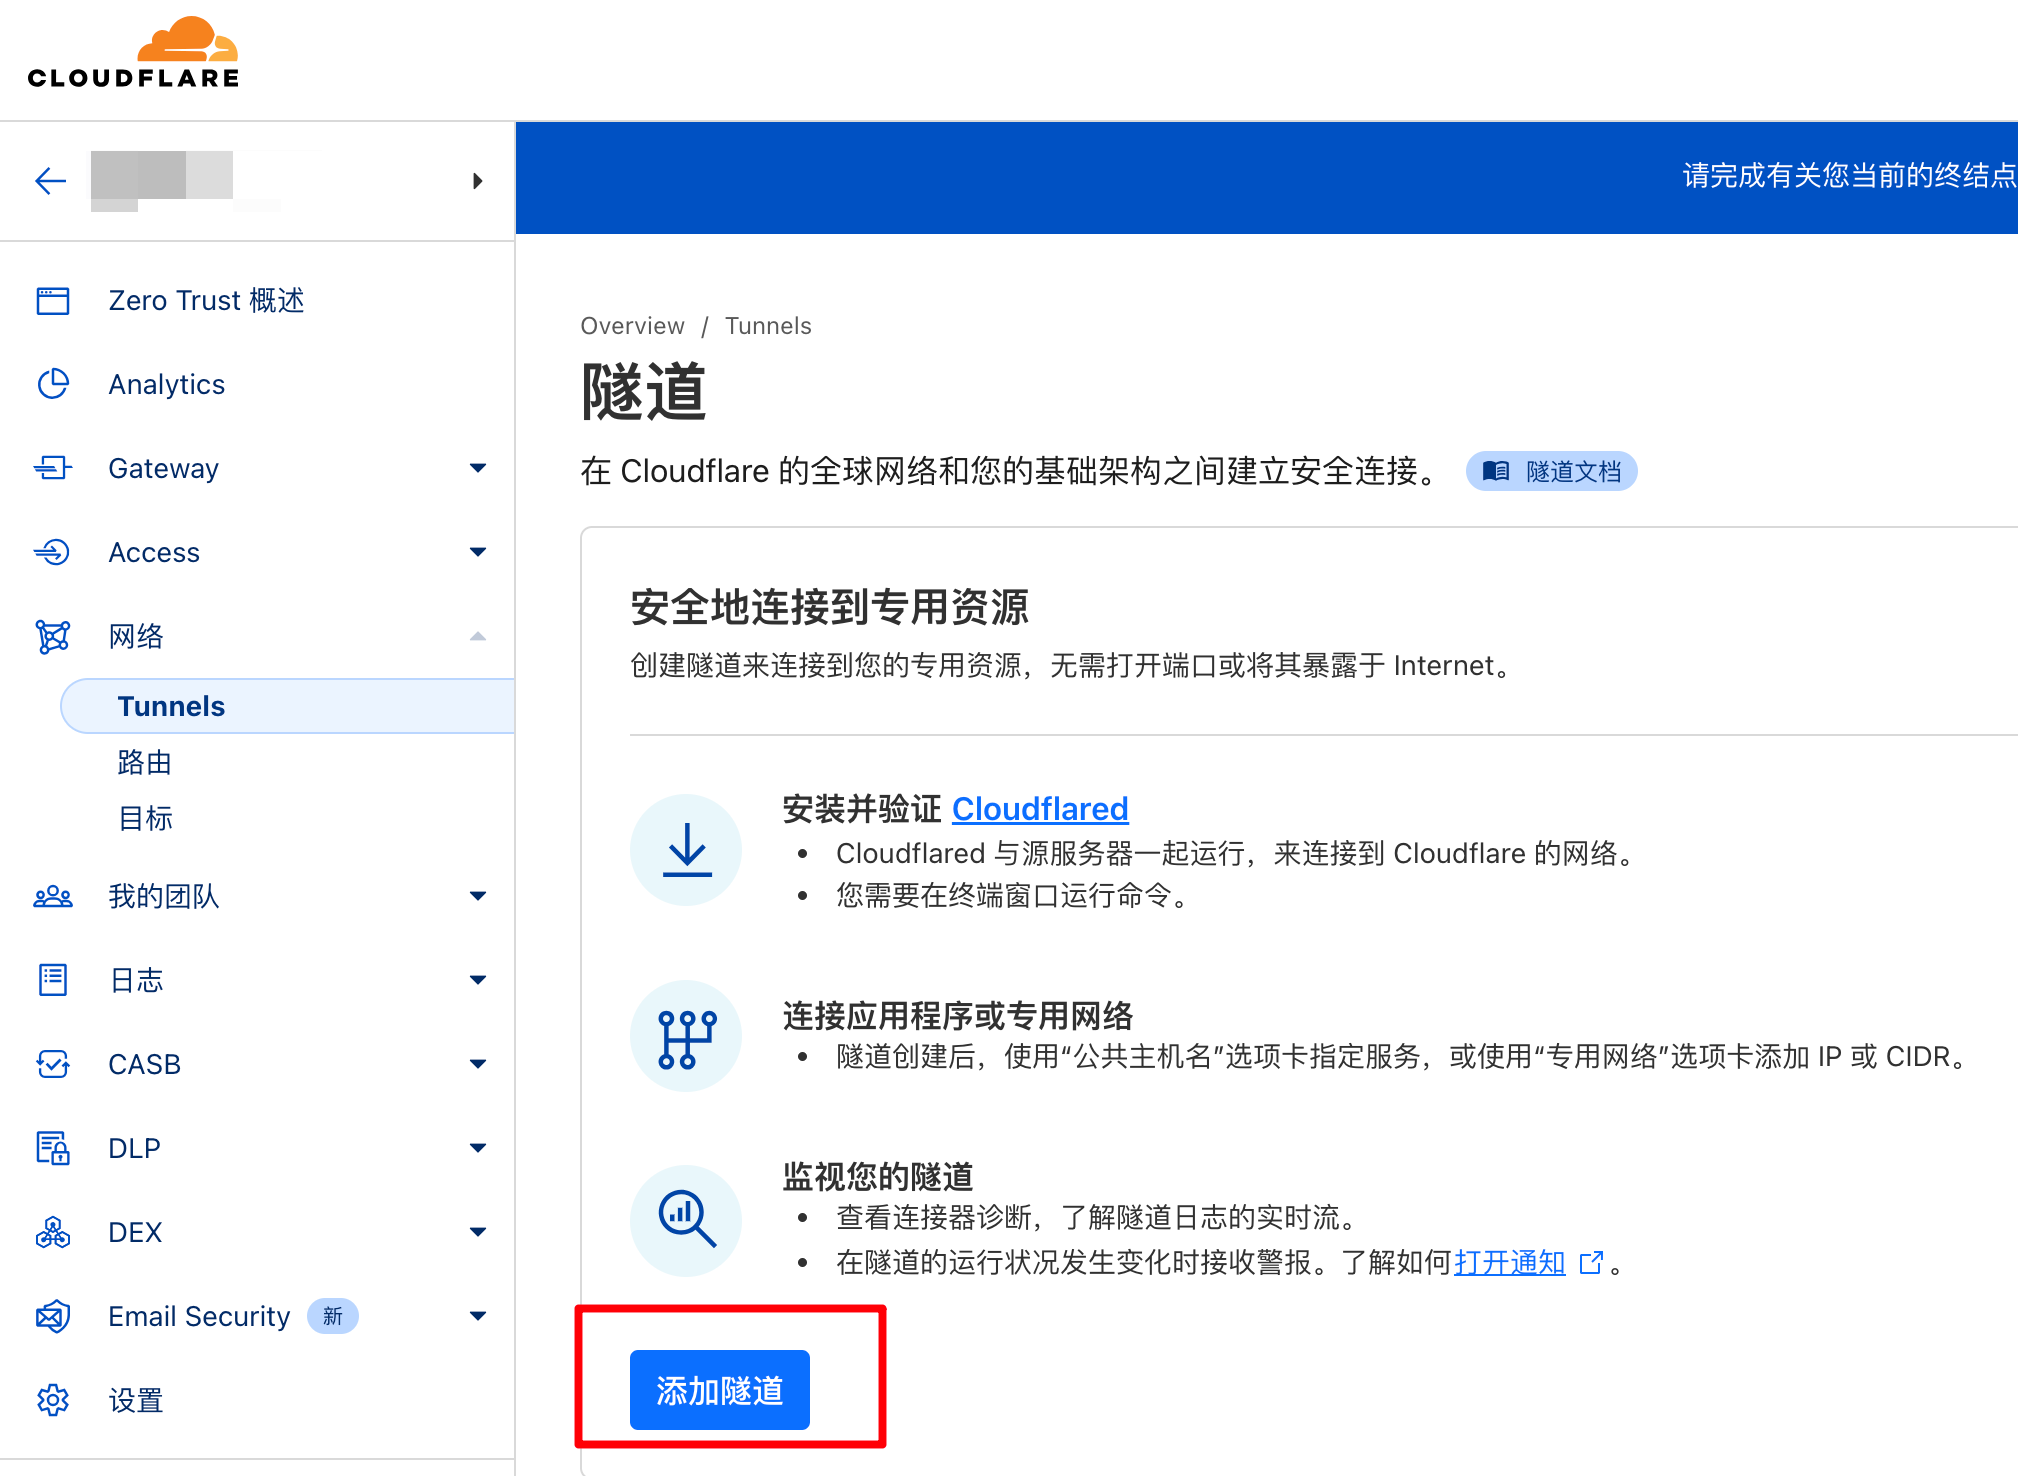 CLOUDFLARE
请完成有关您当前的终结点
Zero Trust 概述
Analytics
Gateway
Access
网络
Tunnels
路由
目标
我的团队
日志
CASB
DLP
DEX
Email Security 新
设置
Overview / Tunnels
隧道
在 Cloudflare 的全球网络和您的基础架构之间建立安全连接。 隧道文档
安全地连接到专用资源
创建隧道来连接到您的专用资源，无需打开端口或将其暴露于 Internet。
安装并验证 Cloudflared
• Cloudflared 与源服务器一起运行，来连接到 Cloudflare 的网络。
• 您需要在终端窗口运行命令。
连接应用程序或专用网络
• 隧道创建后，使用“公共主机名”选项卡指定服务，或使用“专用网络”选项卡添加 IP 或 CIDR。
监视您的隧道
• 查看连接器诊断，了解隧道日志的实时流。
• 在隧道的运行状况发生变化时接收警报。了解如何打开通知 。
添加隧道